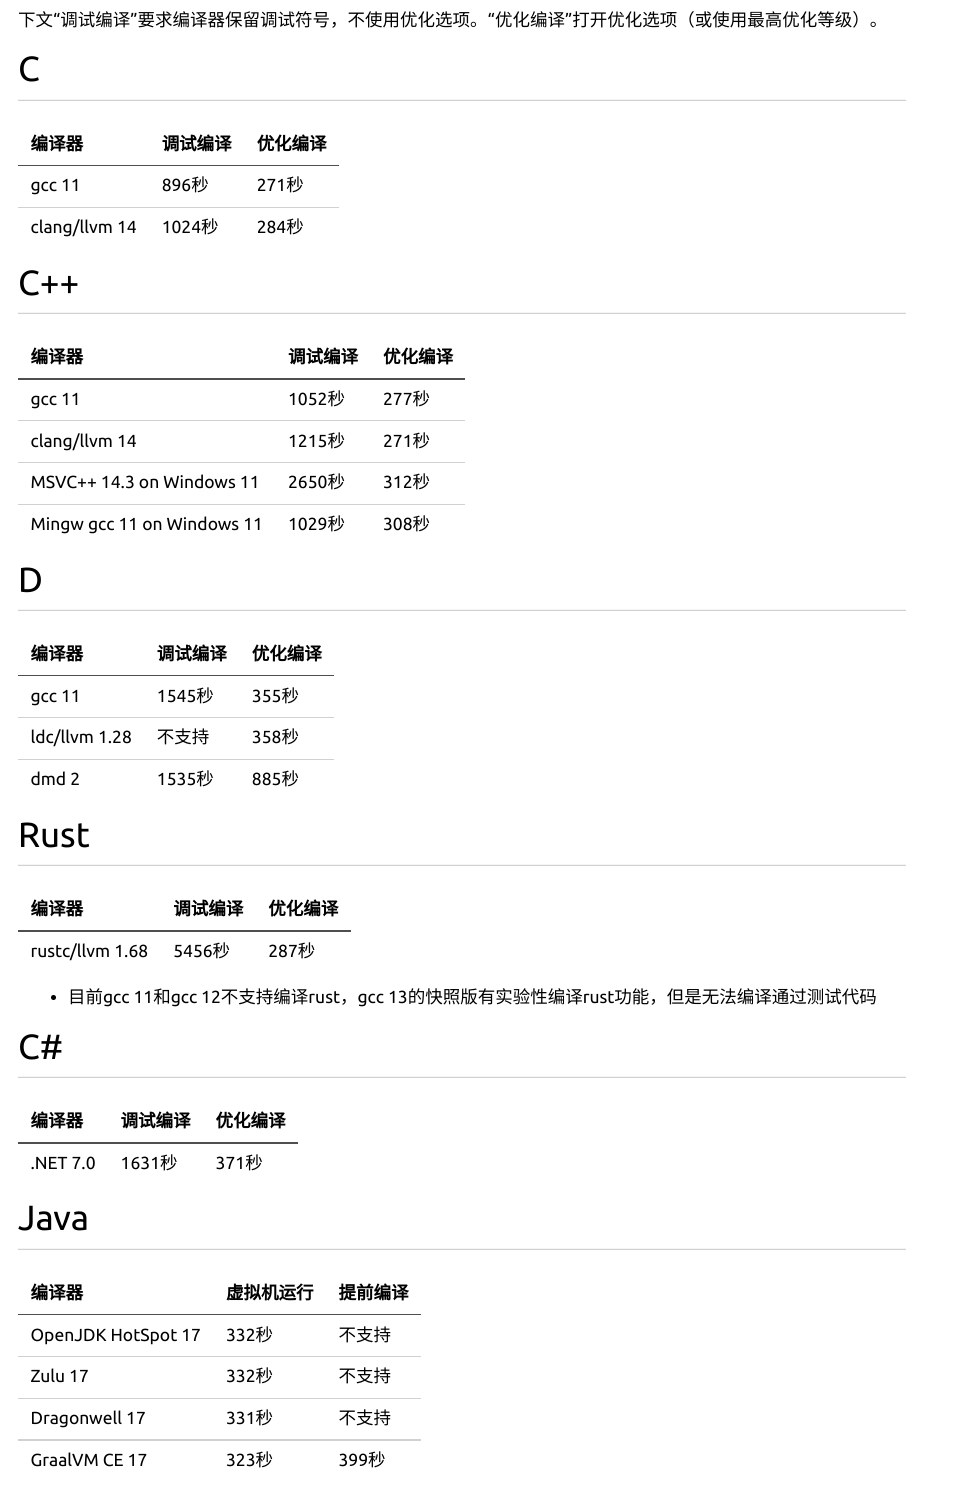 下文“调试编译”要求编译器保留调试符号，不使用优化选项。“优化编译”打开优化选项（或使用最高优化等级）。
C
编译器 调试编译 优化编译
gcc 11 896秒 271秒
clang/llvm 14 1024秒 284秒
C++
编译器 调试编译 优化编译
gcc 11 1052秒 277秒
clang/llvm 14 1215秒 271秒
MSVC++ 14.3 on Windows 11 2650秒 312秒
Mingw gcc 11 on Windows 11 1029秒 308秒
D
编译器 调试编译 优化编译
gcc 11 1545秒 355秒
ldc/llvm 1.28 不支持 358秒
dmd 2 1535秒 885秒
Rust
编译器 调试编译 优化编译
rustc/llvm 1.68 5456秒 287秒
• 目前gcc 11和gcc 12不支持编译rust，gcc 13的快照版有实验性编译rust功能，但是无法编译通过测试代码
C#
编译器 调试编译 优化编译
.NET 7.0 1631秒 371秒
Java
编译器 虚拟机运行 提前编译
OpenJDK HotSpot 17 332秒 不支持
Zulu 17 332秒 不支持
Dragonwell 17 331秒 不支持
GraalVM CE 17 323秒 399秒